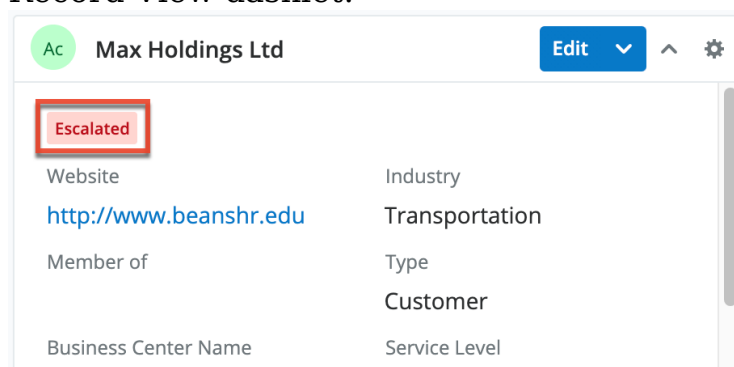 Record View dashlet.
Ac Max Holdings Ltd Edit
Escalated
Website Industry
http://www.beanshr.edu Transportation
Member of Type
Customer
Business Center Name Service Level